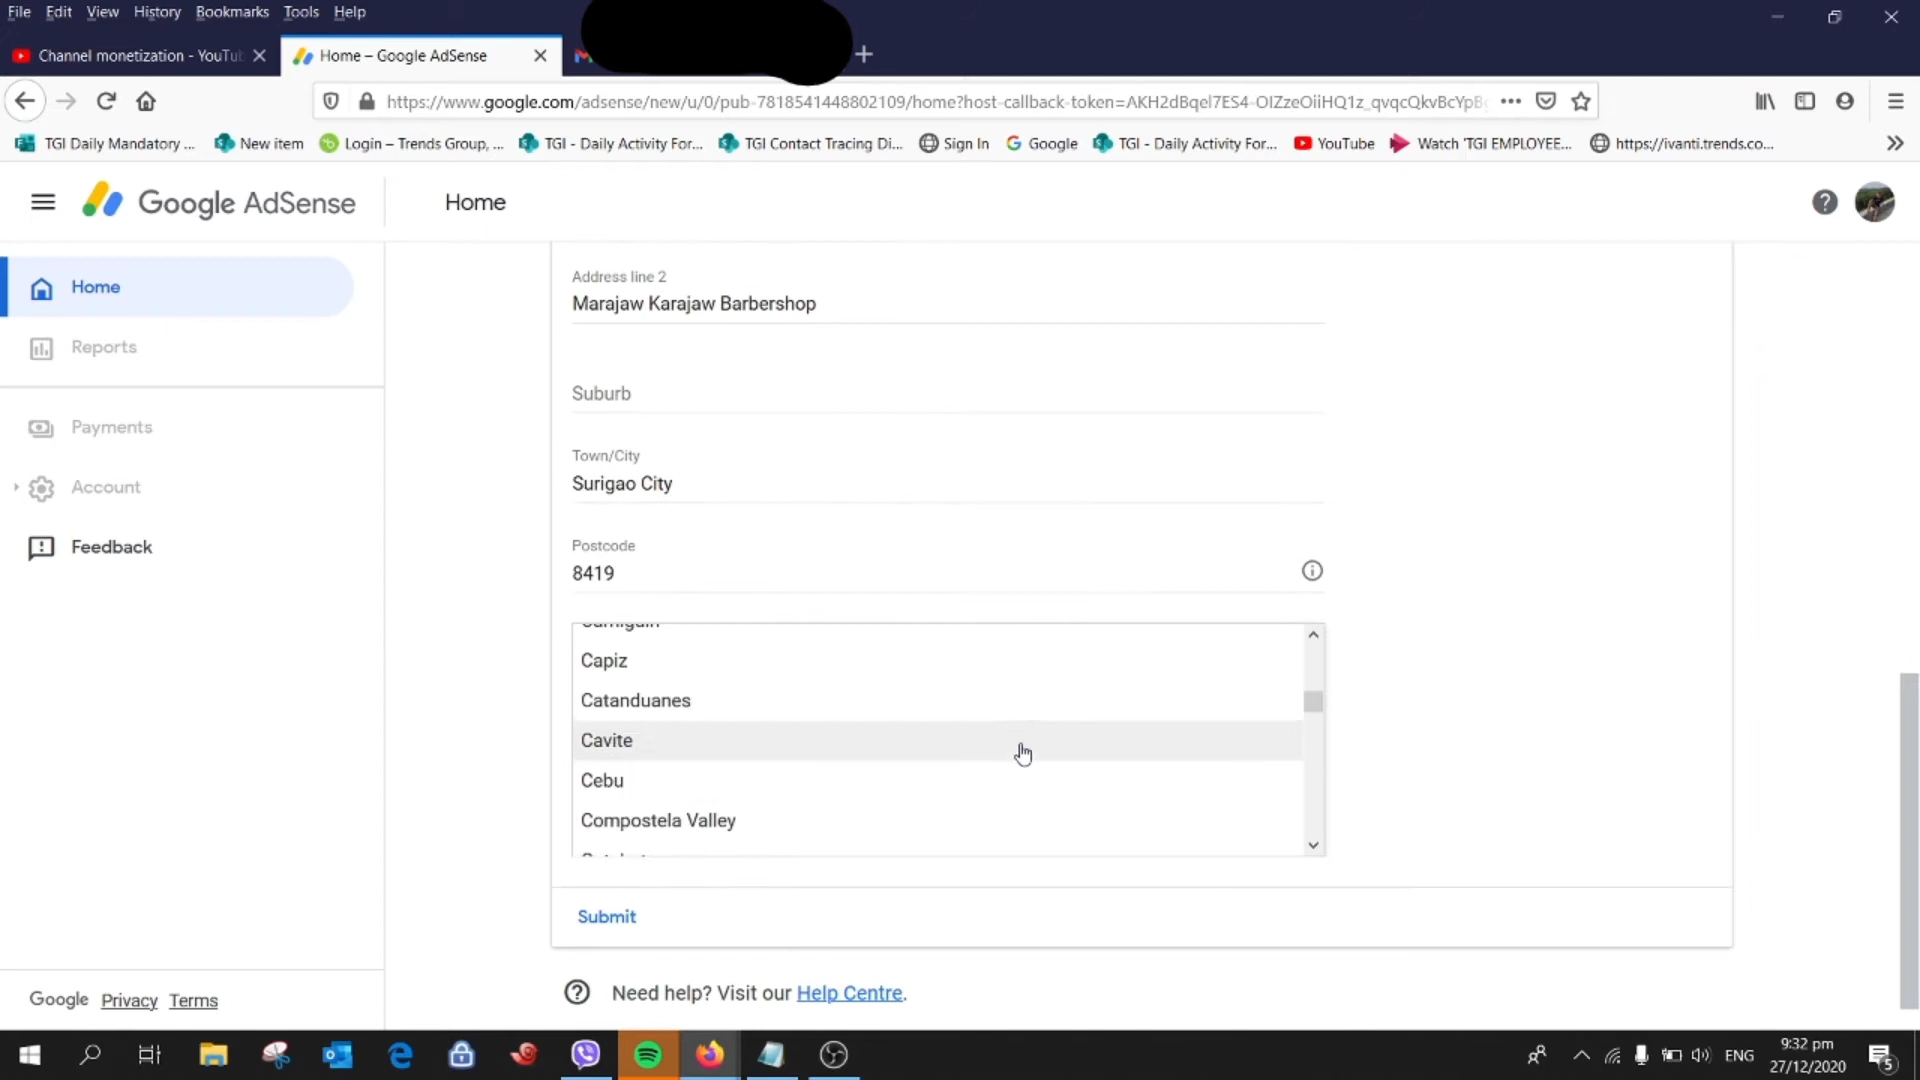 File Edit View History Bookmarks Tools Help
Channel monetization - YouTub
Home – Google AdSense
https://www.google.com/adsense/new/u/0/pub-7818541448802109/home?host-callback-token=AKH2dBqel7ES4-OIZzeOiiHQ1z_qvqcQkvBcYpB
TGI Daily Mandatory ... New item Login – Trends Group, ... TGI - Daily Activity For... TGI Contact Tracing Di... Sign In Google TGI - Daily Activity For... YouTube Watch 'TGI EMPLOYEE... https://ivanti.trends.co...
Google AdSense
Home
Home
Reports
Payments
Account
Feedback
Address line 2
Marajaw Karajaw Barbershop
Suburb
Town/City
Surigao City
Postcode
8419
Capiz
Catanduanes
Cavite
Cebu
Compostela Valley
Submit
Need help? Visit our Help Centre.
Google Privacy Terms
ENG
9:32 pm
27/12/2020
5